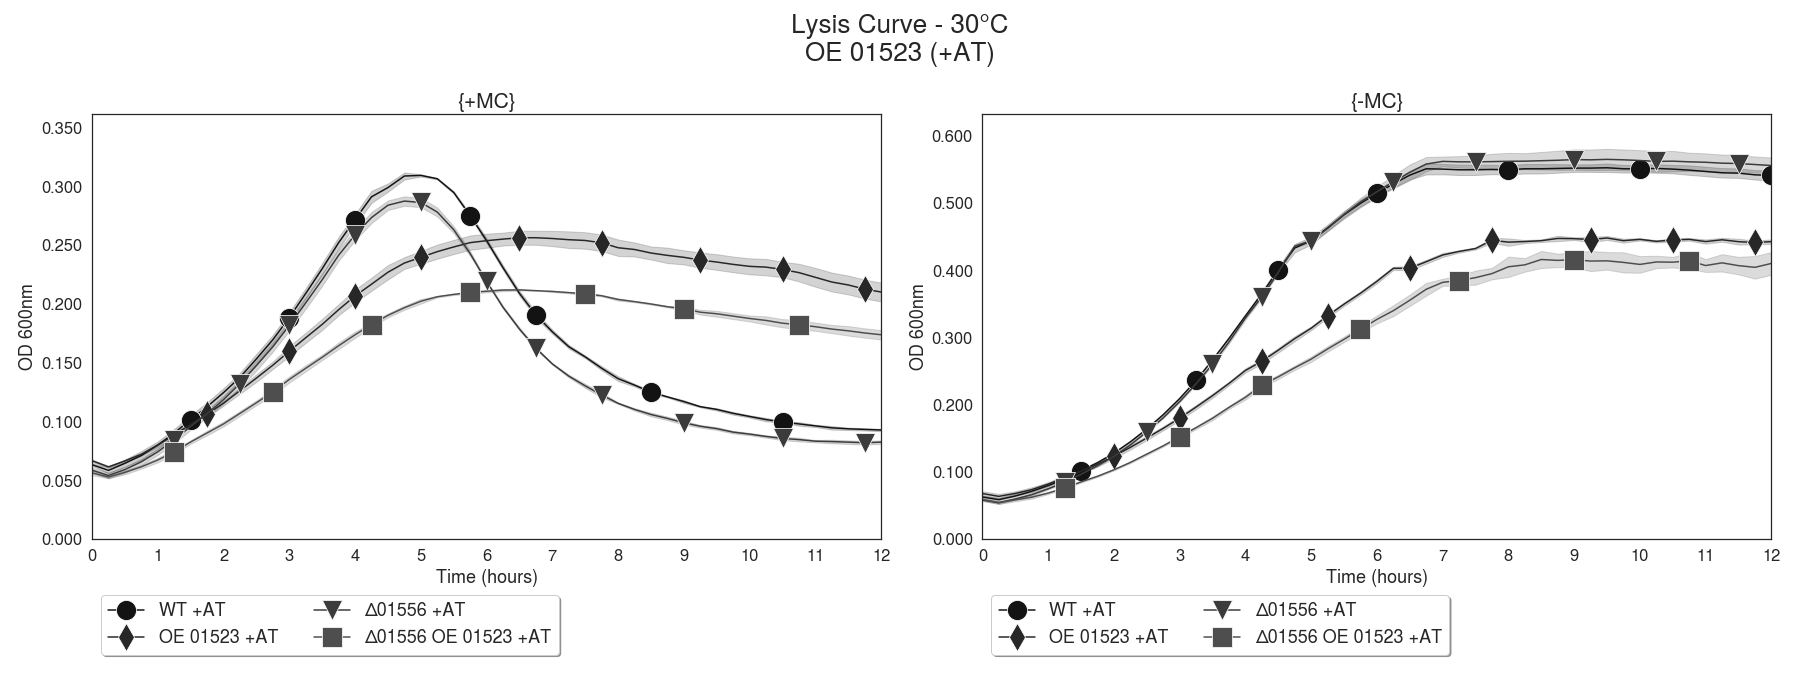 Lysis Curve - 30°C
OE 01523 (+AT)
{+MC}
0.350
0.300
0.250
0.200
0.150
0.100
0.050
0.000
OD 600nm
0 1 2 3 4 5 6 7 8 9 10 11 12
Time (hours)
WT +AT
OE 01523 +AT
Δ01556 +AT
Δ01556 OE 01523 +AT
{-MC}
0.600
0.500
0.400
0.300
0.200
0.100
0.000
OD 600nm
0 1 2 3 4 5 6 7 8 9 10 11 12
Time (hours)
WT +AT
OE 01523 +AT
Δ01556 +AT
Δ01556 OE 01523 +AT